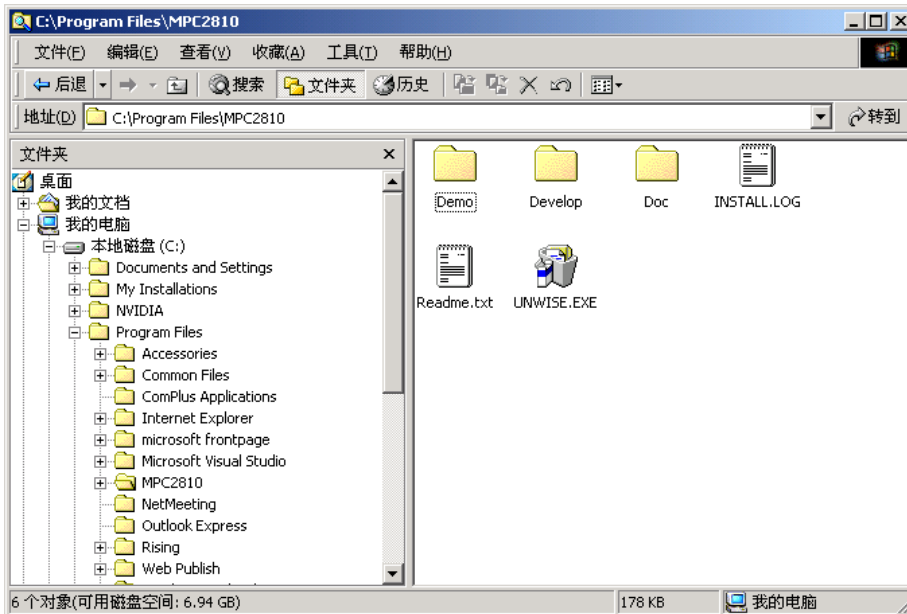 C:\Program Files\MPC2810
文件(F) 编辑(E) 查看(V) 收藏(A) 工具(T) 帮助(H)
后退 搜索 文件夹 历史
地址(D) C:\Program Files\MPC2810 转到
文件夹
桌面
我的文档
我的电脑
本地磁盘 (C:)
Documents and Settings
My Installations
NVIDIA
Program Files
Accessories
Common Files
ComPlus Applications
Internet Explorer
microsoft frontpage
Microsoft Visual Studio
MPC2810
NetMeeting
Outlook Express
Rising
Web Publish
Demo Develop Doc INSTALL.LOG
Readme.txt UNWISE.EXE
6 个对象(可用磁盘空间: 6.94 GB) 178 KB 我的电脑